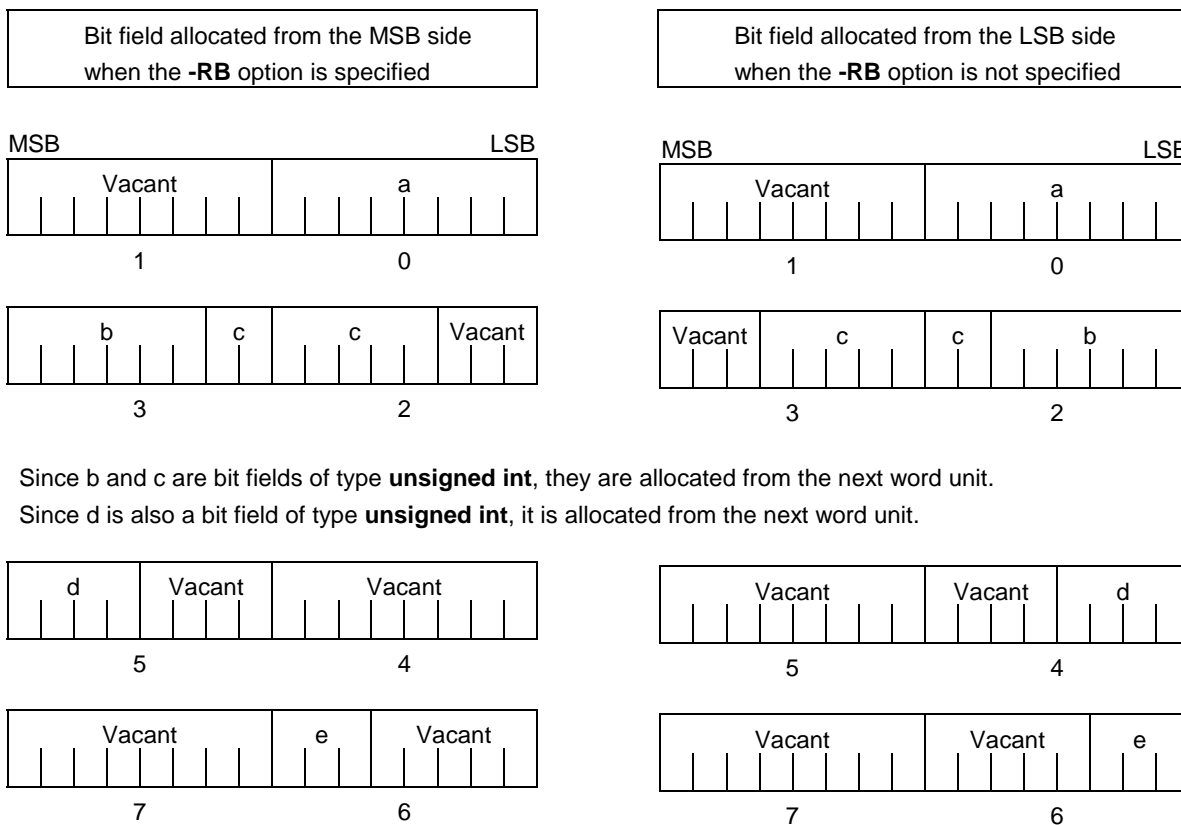 Bit field allocated from the MSB side
when the -RB option is specified
Bit field allocated from the LSB side
when the -RB option is not specified
MSB LSB
Vacant a
1 0
MSB LSB
Vacant a
1 0
b c c Vacant
3 2
Vacant c c b
3 2
Since b and c are bit fields of type unsigned int, they are allocated from the next word unit.
Since d is also a bit field of type unsigned int, it is allocated from the next word unit.
d Vacant Vacant
5 4
Vacant Vacant d
5 4
Vacant e Vacant
7 6
Vacant Vacant e
7 6